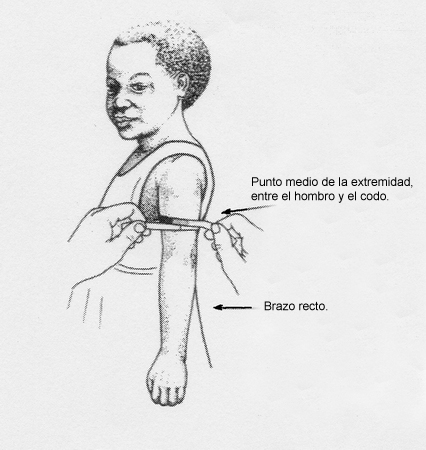 Punto medio de la extremidad,
entre el hombro y el codo.
Brazo recto.